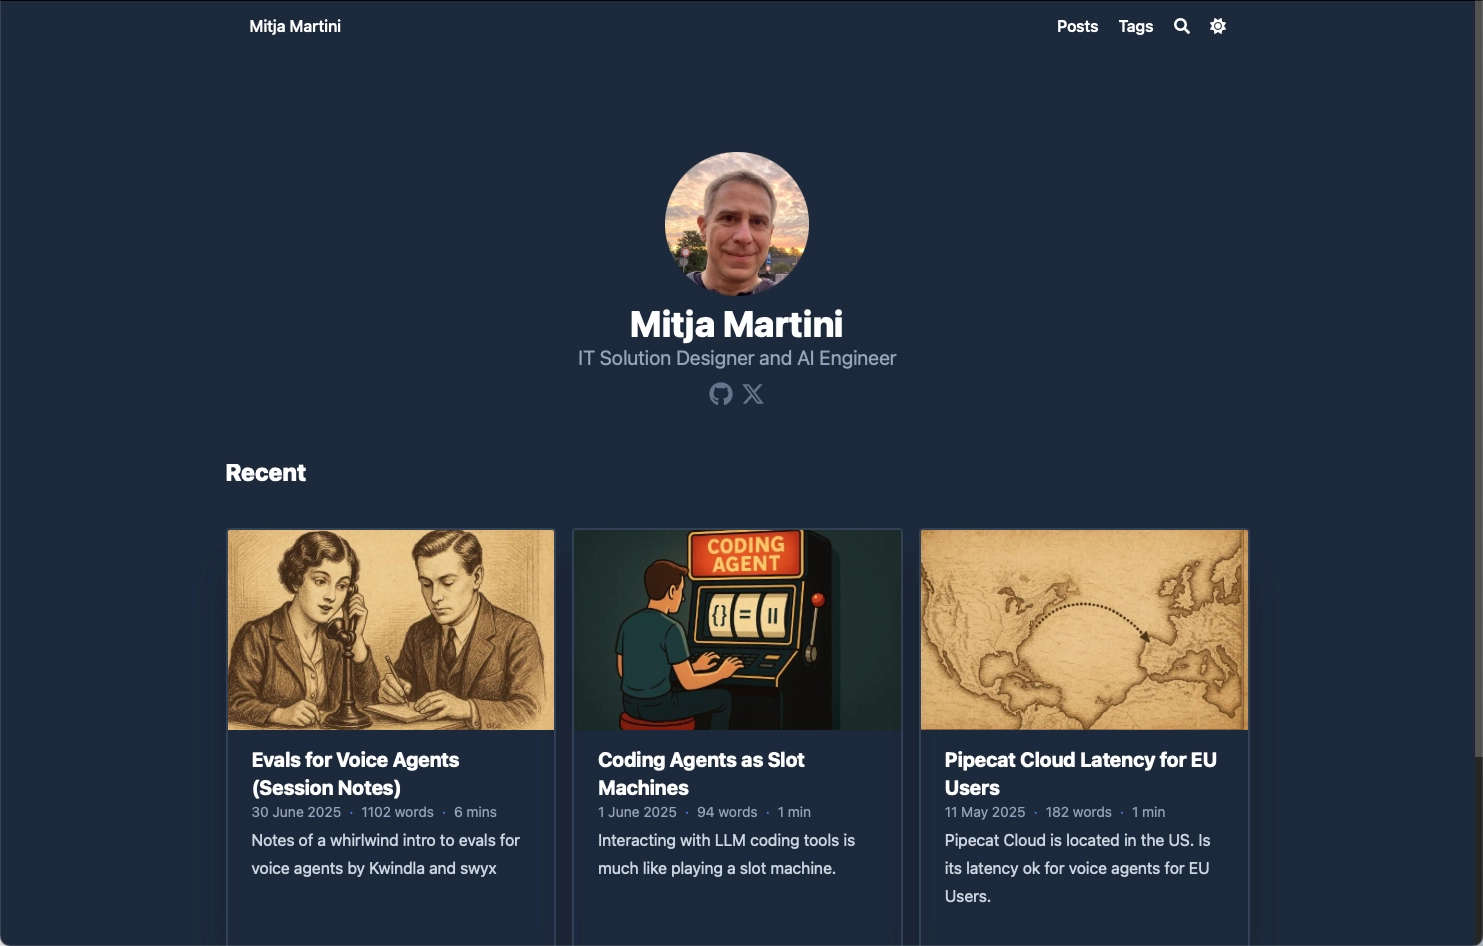 Mitja Martini
Posts
Tags
Mitja Martini
IT Solution Designer and AI Engineer
Recent
CODING
AGENT
{} = ||
Evals for Voice Agents
(Session Notes)
30 June 2025 · 1102 words · 6 mins
Notes of a whirlwind intro to evals for
voice agents by Kwindla and swyx
Coding Agents as Slot
Machines
1 June 2025 · 94 words · 1 min
Interacting with LLM coding tools is
much like playing a slot machine.
Pipecat Cloud Latency for EU
Users
11 May 2025 · 182 words · 1 min
Pipecat Cloud is located in the US. Is
its latency ok for voice agents for EU
Users.